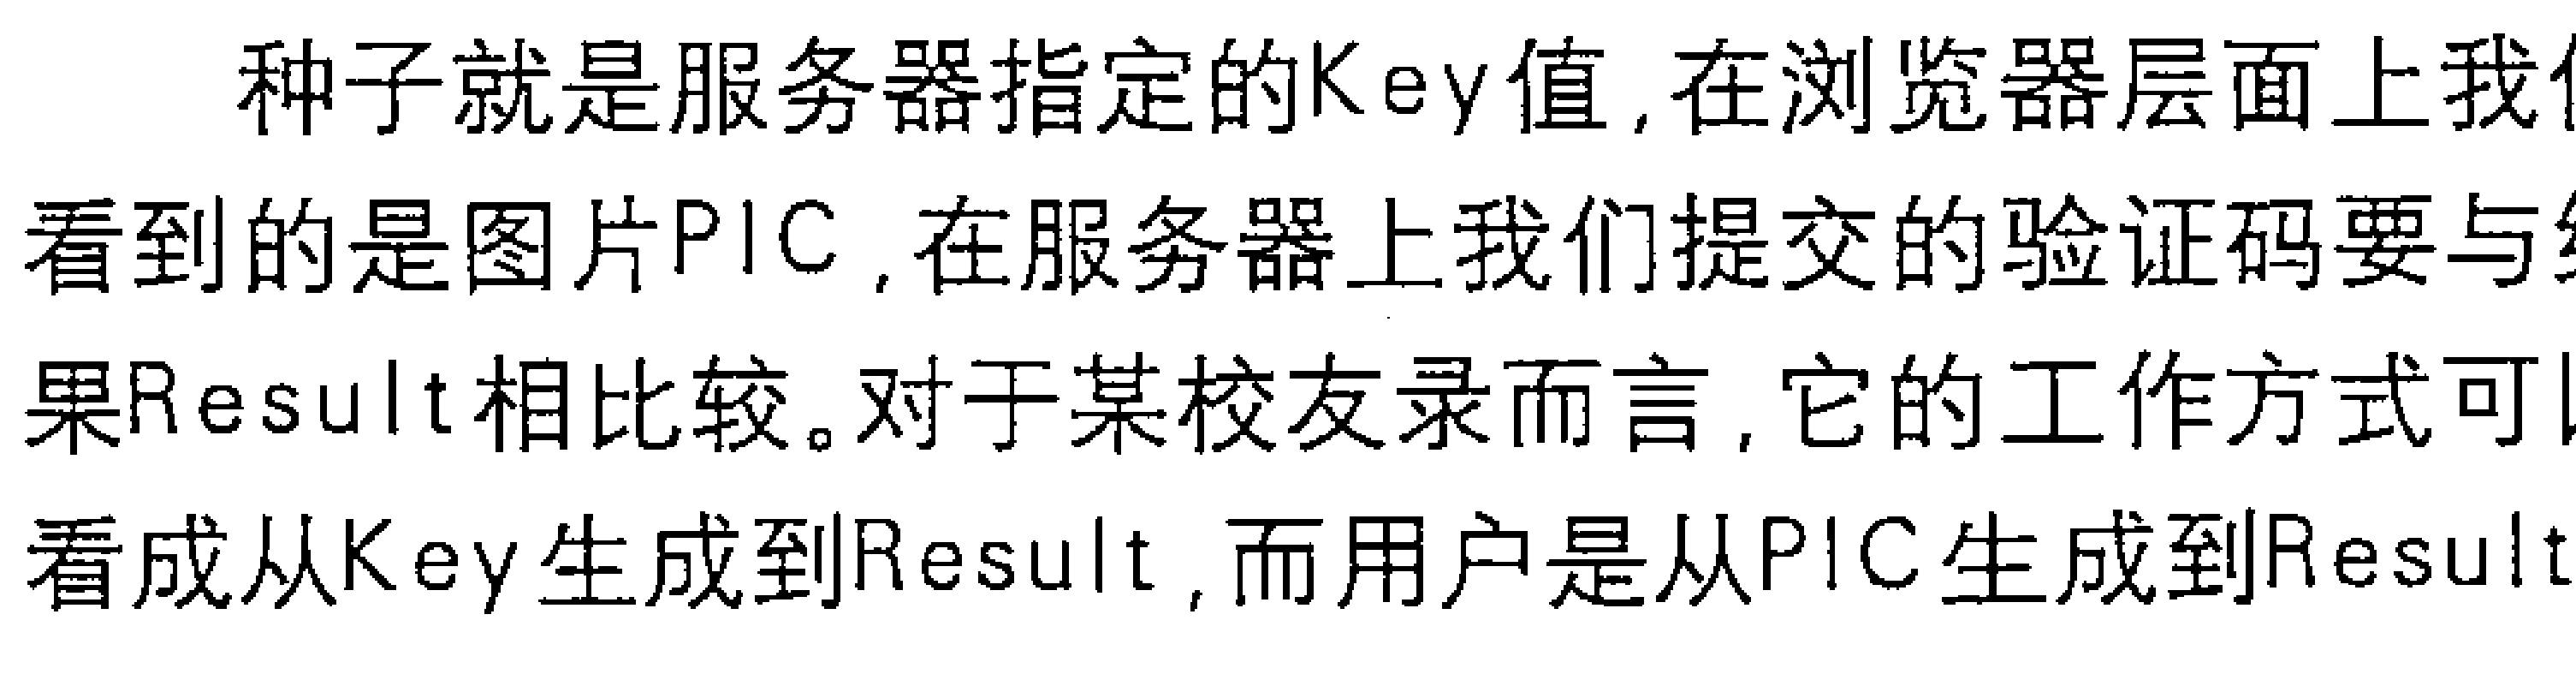 种子就是服务器指定的Key值,在浏览器层面上我
看到的是图片PIC,在服务器上我们提交的验证码要与
果Result相比较。对于某校友录而言,它的工作方式可
看成从Key生成到Result,而用户是从PIC生成到Result